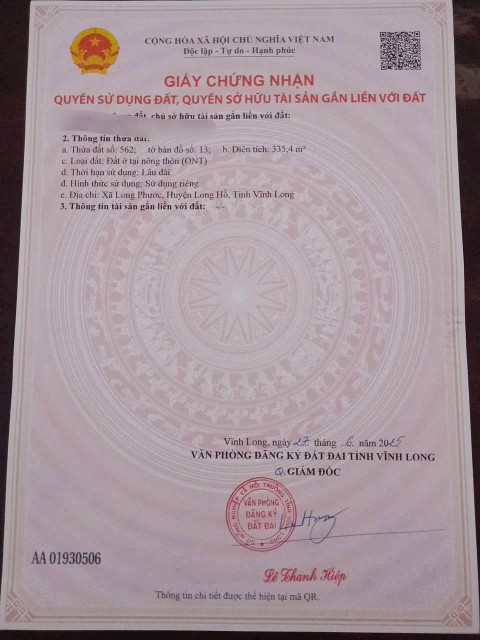 CỘNG HÒA XÃ HỘI CHỦ NGHĨA VIỆT NAM
Độc lập - Tự do - Hạnh phúc
GIẤY CHỨNG NHẬN
QUYỀN SỬ DỤNG ĐẤT, QUYỀN SỞ HỮU TÀI SẢN GẮN LIỀN VỚI ĐẤT
đất, chủ sở hữu tài sản gắn liền với đất:
2. Thông tin thửa đất:
a. Thửa đất số: 562; tờ bản đồ số: 13; b. Diện tích: 335,4 m²
c. Loại đất: Đất ở tại nông thôn (ONT)
d. Thời hạn sử dụng: Lâu dài
đ. Hình thức sử dụng: Sử dụng riêng
e. Địa chỉ: Xã Long Phước, Huyện Long Hồ, Tỉnh Vĩnh Long
3. Thông tin tài sản gắn liền với đất: -/-
Vĩnh Long, ngày 27 tháng 6 năm 2025
VĂN PHÒNG ĐĂNG KÝ ĐẤT ĐAI TỈNH VĨNH LONG
Q. GIÁM ĐỐC
VĂN PHÒNG
ĐĂNG KÝ
ĐẤT ĐAI
AA 01930506
Lê Thanh Hiệp
Thông tin chi tiết được thể hiện tại mã QR.